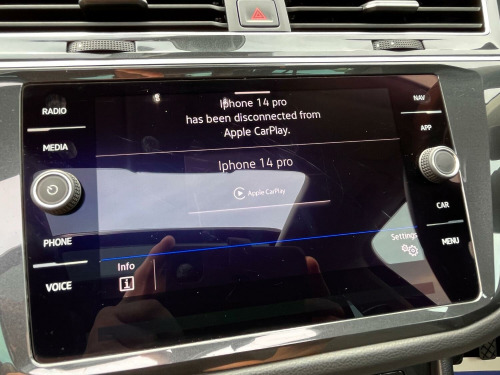 RADIO
MEDIA
PHONE
VOICE
Iphone 14 pro
has been disconnected from
Apple CarPlay.
Iphone 14 pro
Apple CarPlay
Info
Settings
NAV
APP
CAR
MENU